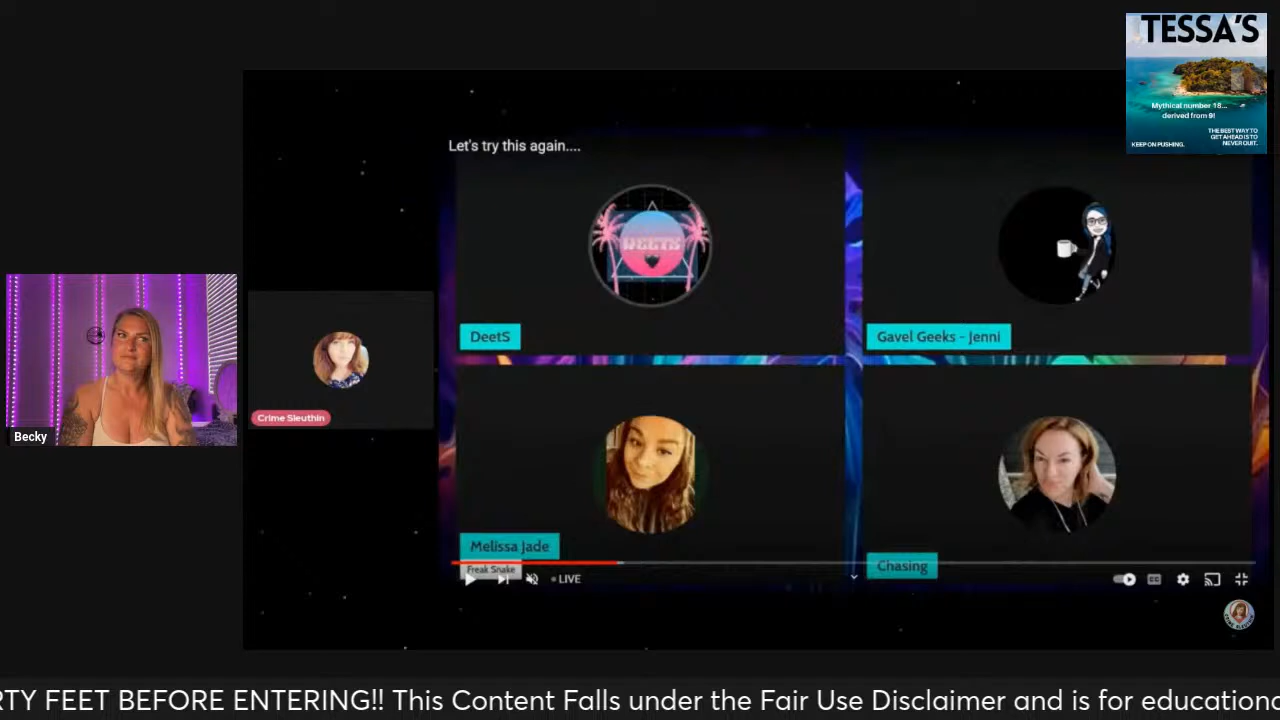 TESSA'S
Mythical number 18...
derived from 9!
THE BEST WAY TO
GET AHEAD IS TO
NEVER QUIT.
KEEP ON PUSHING.
Let's try this again....
DEETS
DeetS
Gavel Geeks - Jenni
Becky
Crime Sleuthin
Melissa Jade
Freak Snake
Chasing
LIVE
CC
RTY FEET BEFORE ENTERING!! This Content Falls under the Fair Use Disclaimer and is for educationa